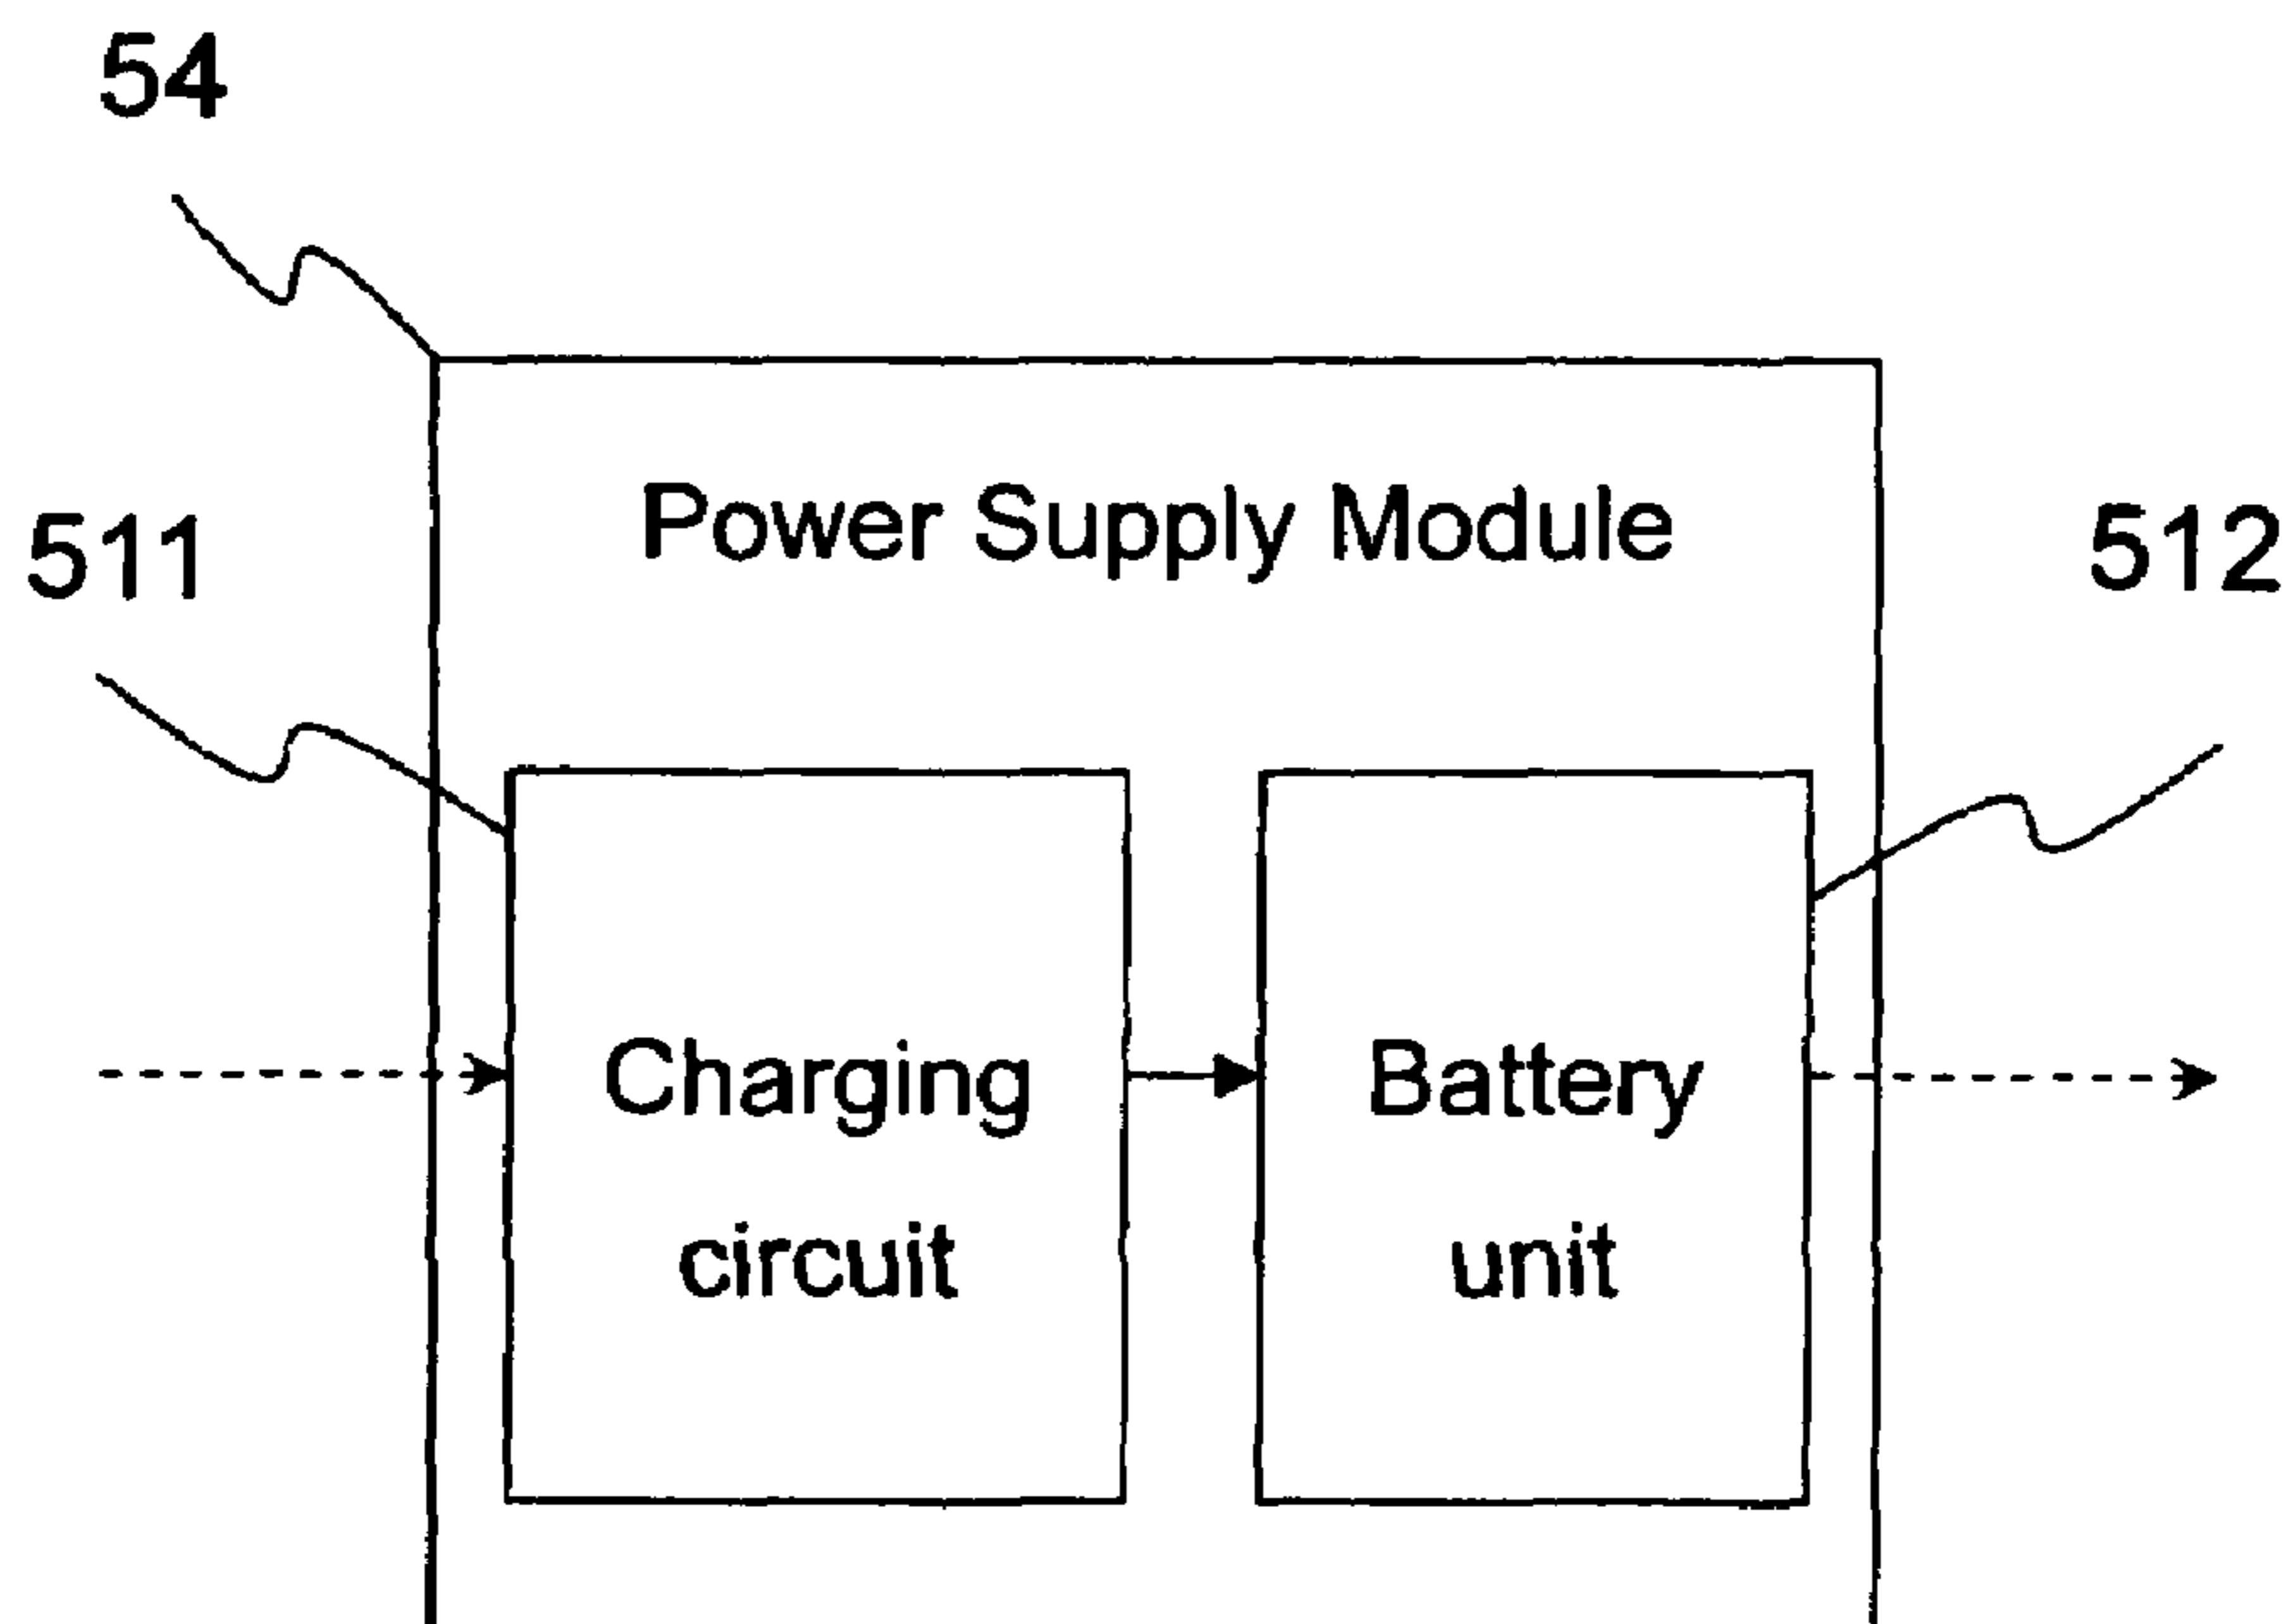 54
Power Supply Module
511
512
Charging
circuit
Battery
unit